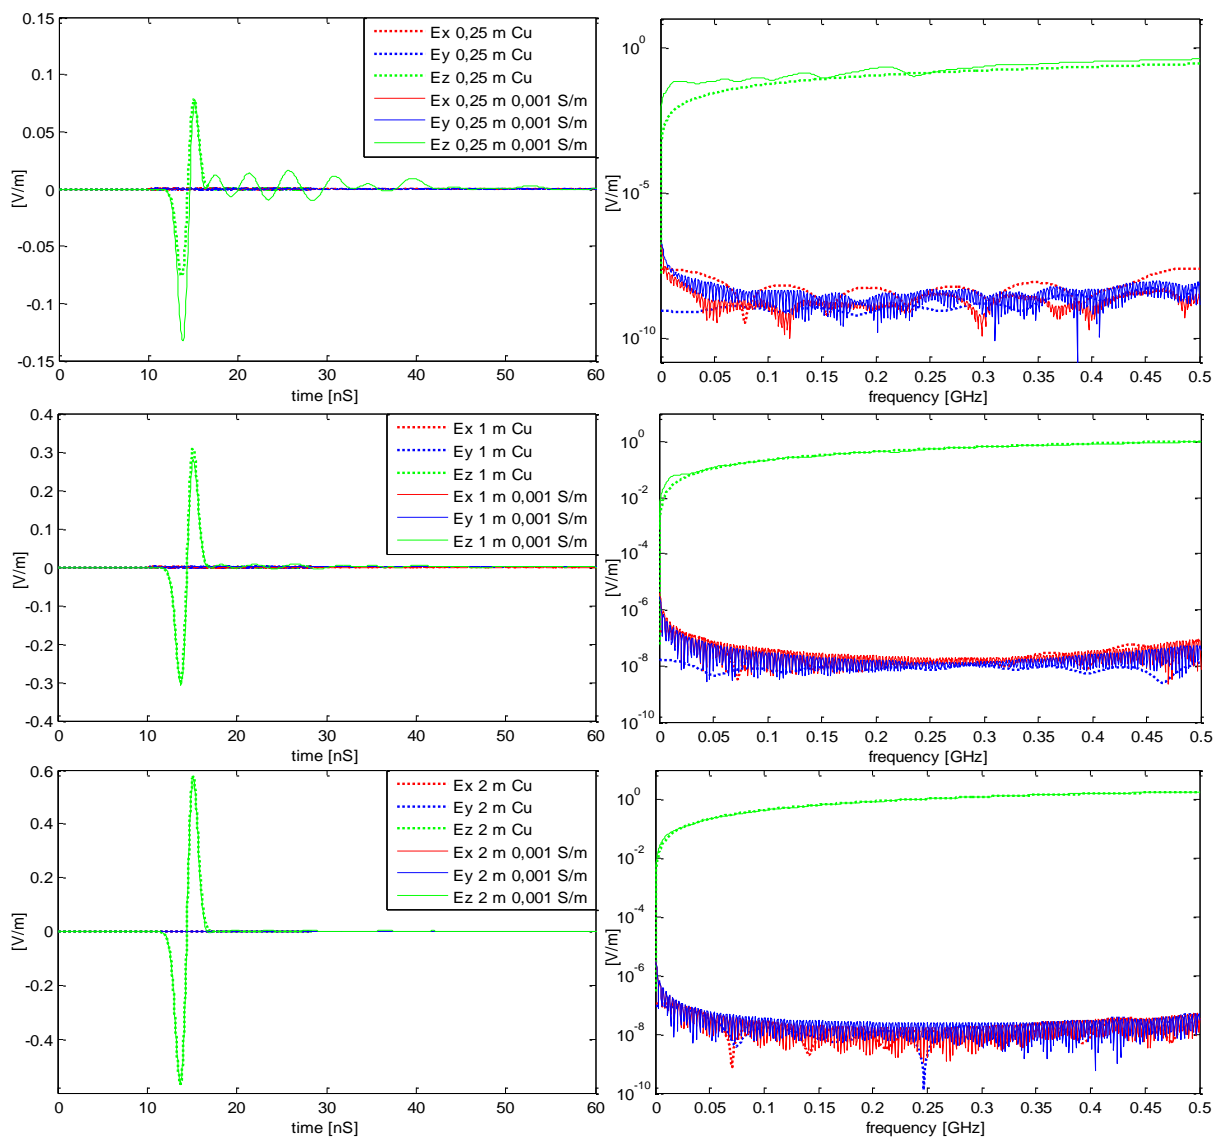 0.15
0.1
0.05
0
-0.05
-0.1
-0.15
[V/m]
0 10 20 30 40 50 60
time [nS]
Ex 0,25 m Cu
Ey 0,25 m Cu
Ez 0,25 m Cu
Ex 0,25 m 0,001 S/m
Ey 0,25 m 0,001 S/m
Ez 0,25 m 0,001 S/m
10^0
10^-5
10^-10
[V/m]
0 0.05 0.1 0.15 0.2 0.25 0.3 0.35 0.4 0.45 0.5
frequency [GHz]
0.4
0.3
0.2
0.1
0
-0.1
-0.2
-0.3
-0.4
[V/m]
0 10 20 30 40 50 60
time [nS]
Ex 1 m Cu
Ey 1 m Cu
Ez 1 m Cu
Ex 1 m 0,001 S/m
Ey 1 m 0,001 S/m
Ez 1 m 0,001 S/m
10^0
10^-2
10^-4
10^-6
10^-8
10^-10
[V/m]
0 0.05 0.1 0.15 0.2 0.25 0.3 0.35 0.4 0.45 0.5
frequency [GHz]
0.6
0.4
0.2
0
-0.2
-0.4
[V/m]
0 10 20 30 40 50 60
time [nS]
Ex 2 m Cu
Ey 2 m Cu
Ez 2 m Cu
Ex 2 m 0,001 S/m
Ey 2 m 0,001 S/m
Ez 2 m 0,001 S/m
10^0
10^-2
10^-4
10^-6
10^-8
10^-10
[V/m]
0 0.05 0.1 0.15 0.2 0.25 0.3 0.35 0.4 0.45 0.5
frequency [GHz]